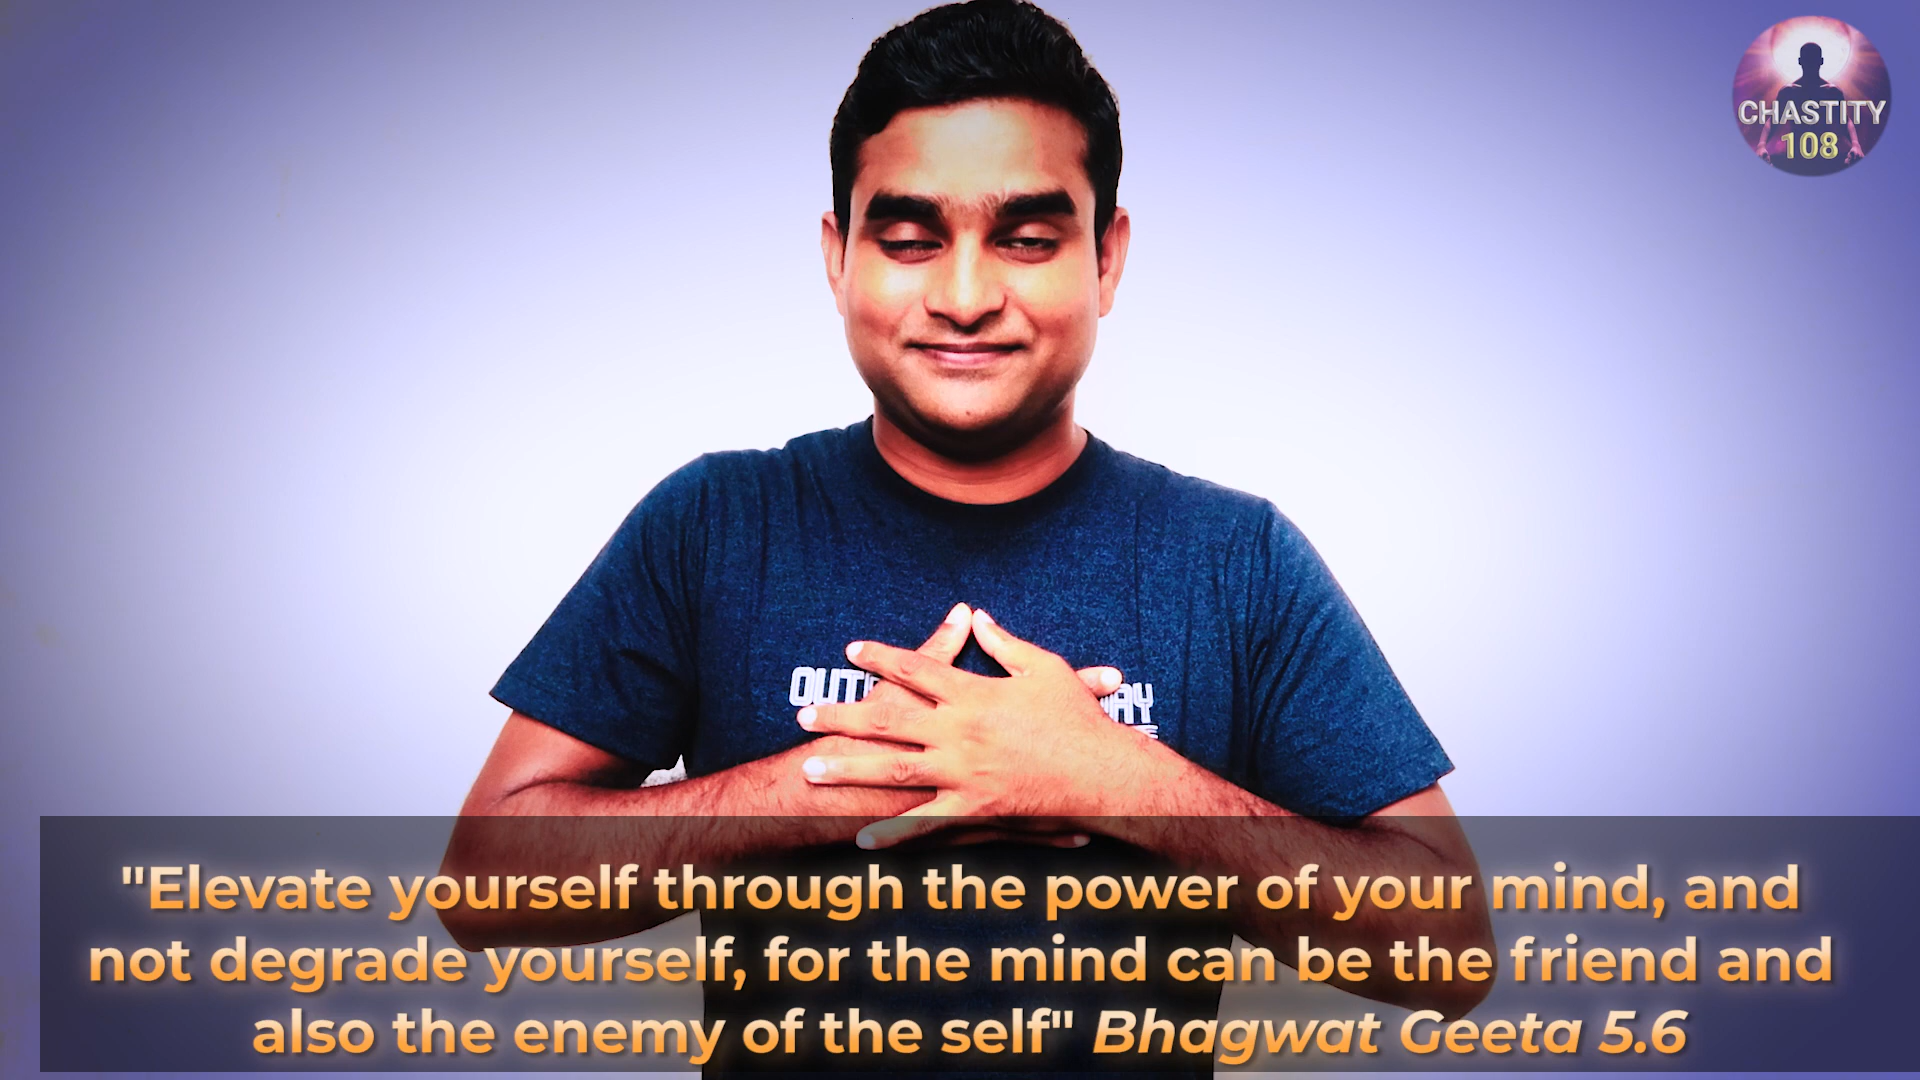 CHASTITY
108
"Elevate yourself through the power of your mind, and
not degrade yourself, for the mind can be the friend and
also the enemy of the self" Bhagwat Geeta 5.6